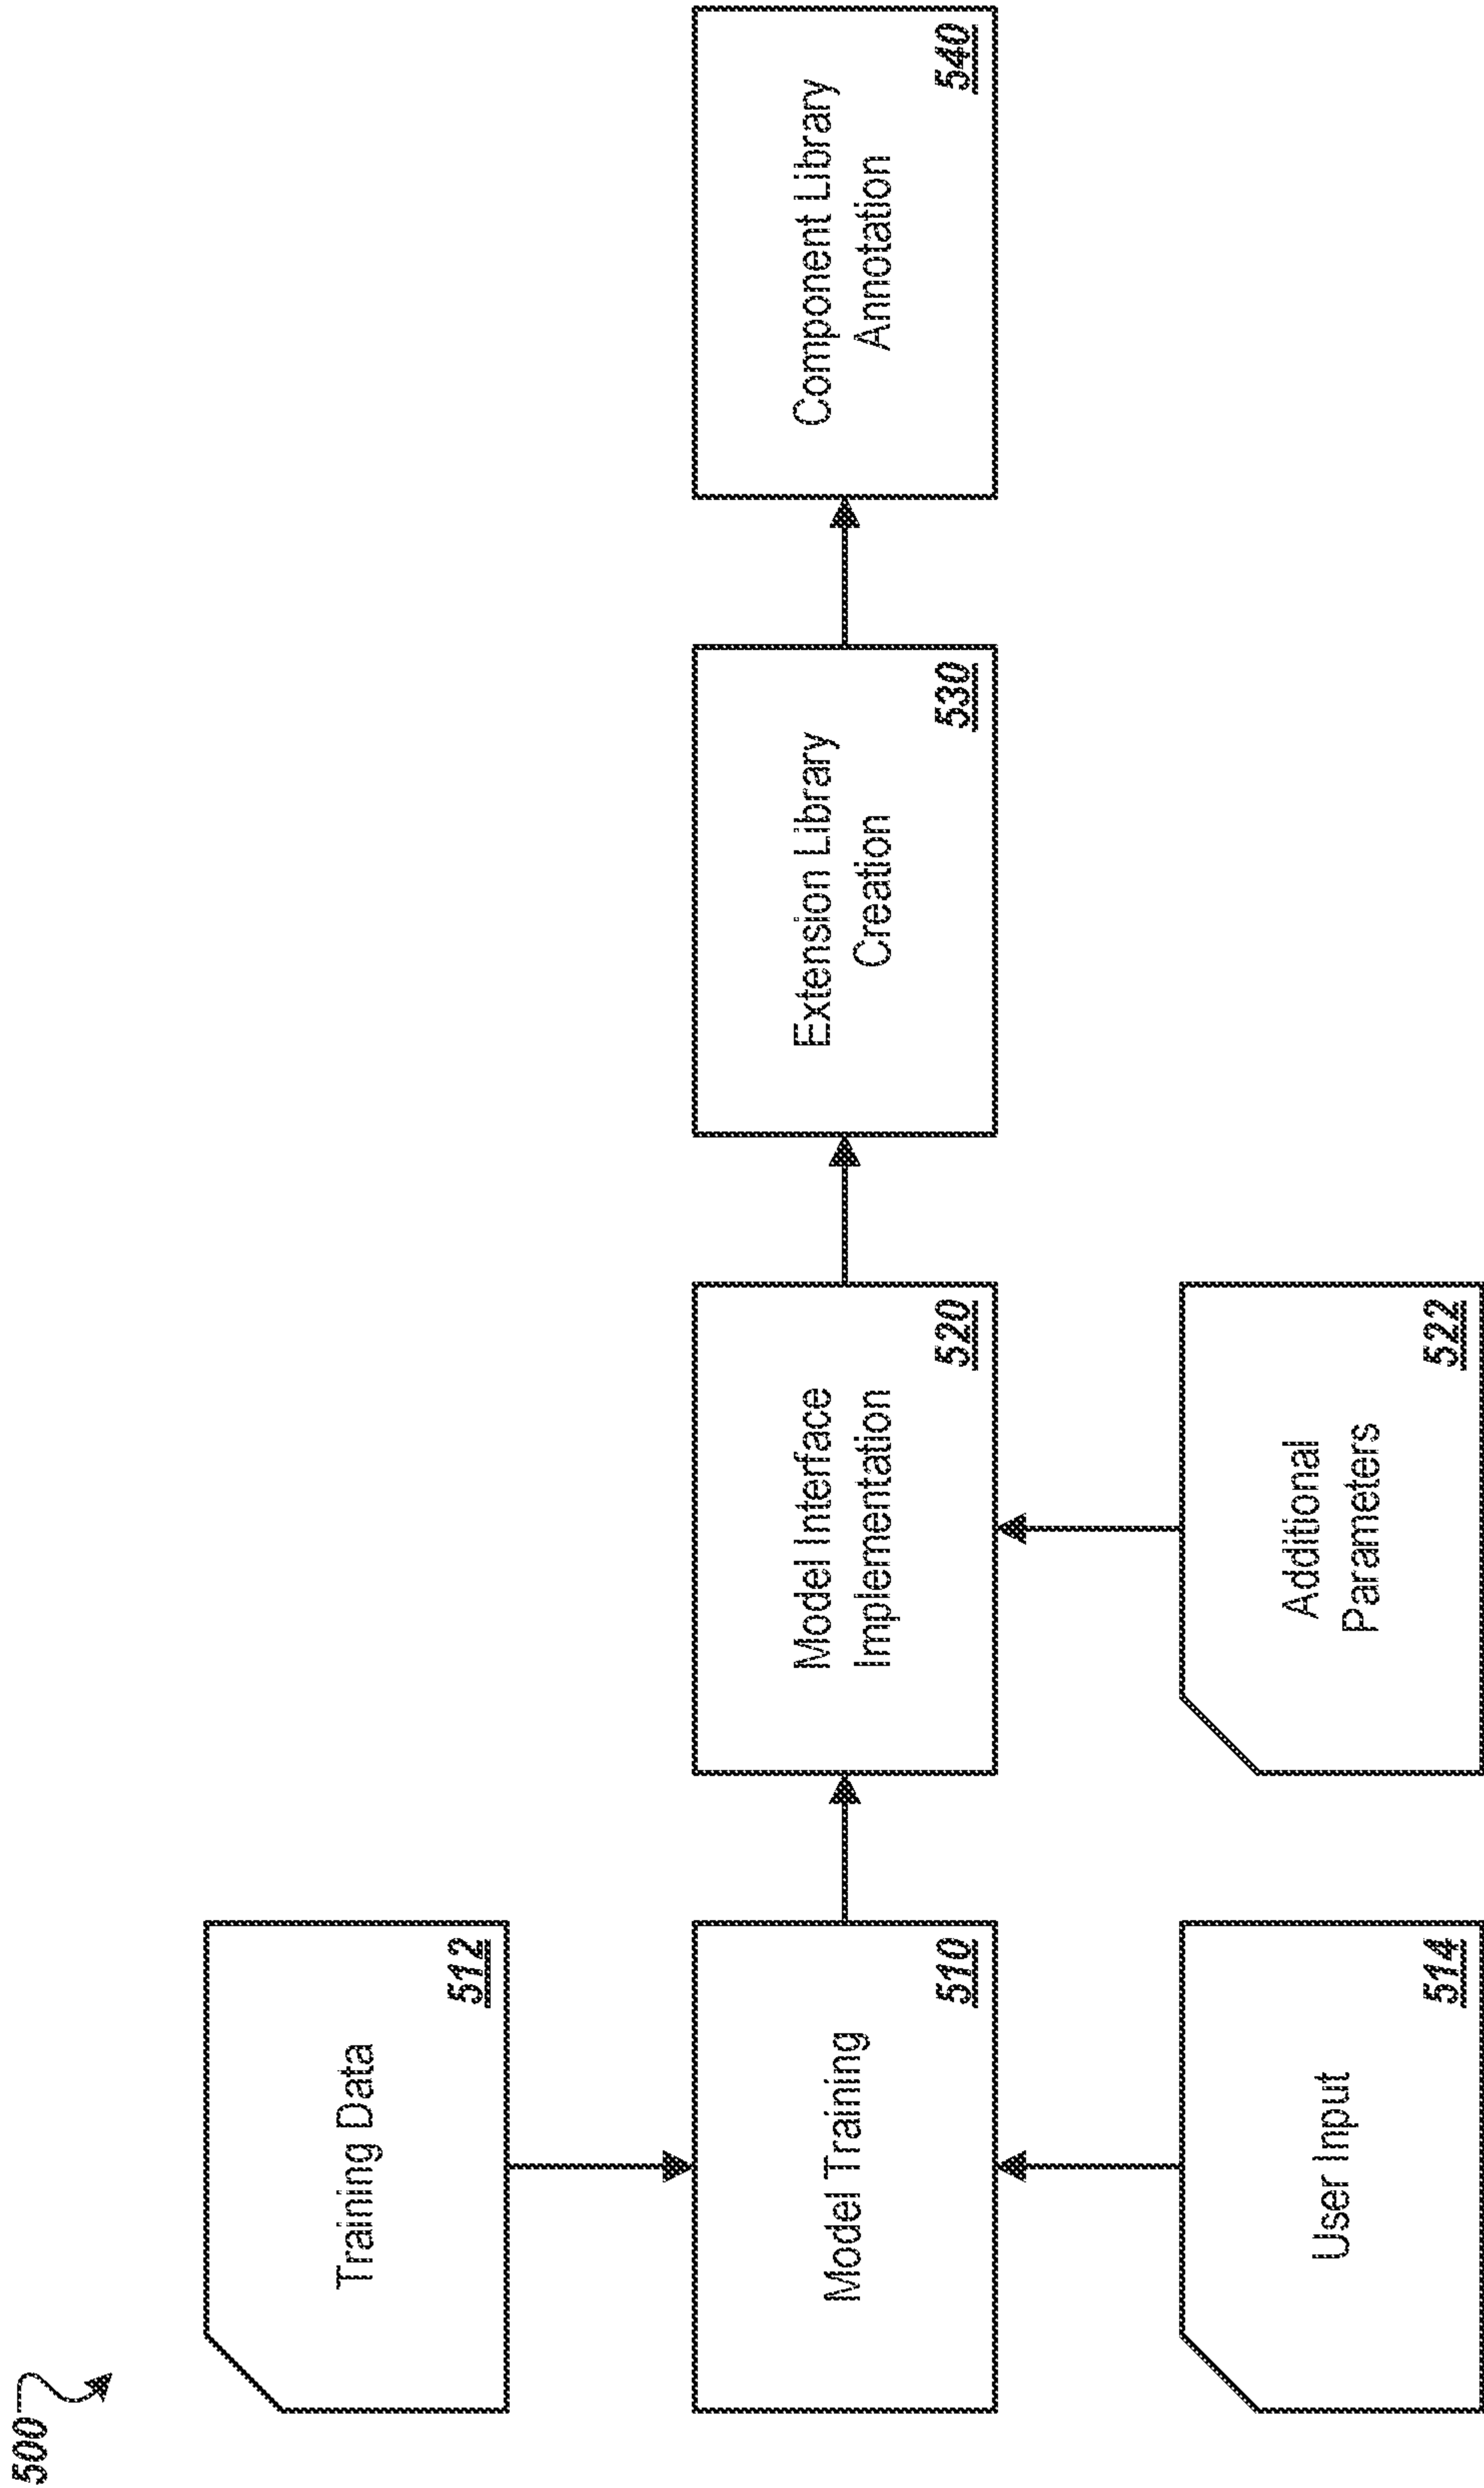 500
Training Data
512
Model Training
510
User Input
514
Model Interface
Implementation
520
Additional
Parameters
522
Extension Library
Creation
530
Component Library
Annotation
540